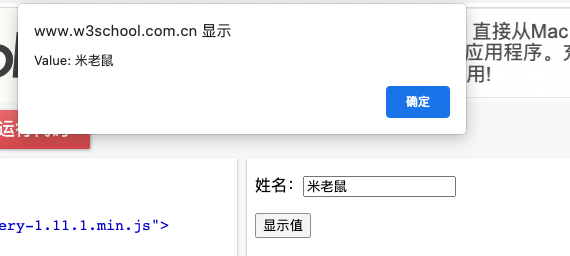 www.w3school.com.cn 显示
Value: 米老鼠
确定
直接从Mac
应用程序。
用!
运行代码
姓名：米老鼠
显示值
ery-1.11.1.min.js">